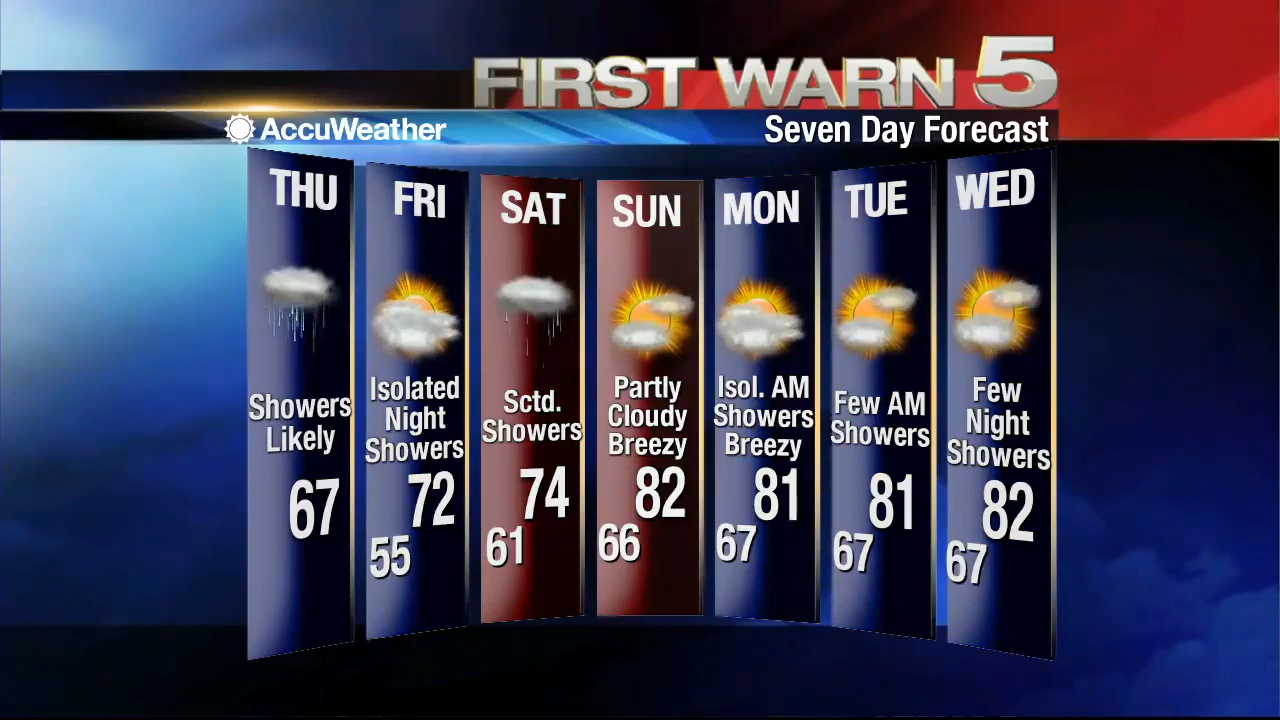 FIRST WARN 5
AccuWeather
Seven Day Forecast
THU
Showers
Likely
67
FRI
Isolated
Night
Showers
72
55
SAT
Sctd.
Showers
74
61
SUN
Partly
Cloudy
Breezy
82
66
MON
Isol. AM
Showers
Breezy
81
67
TUE
Few AM
Showers
81
67
WED
Few
Night
Showers
82
67